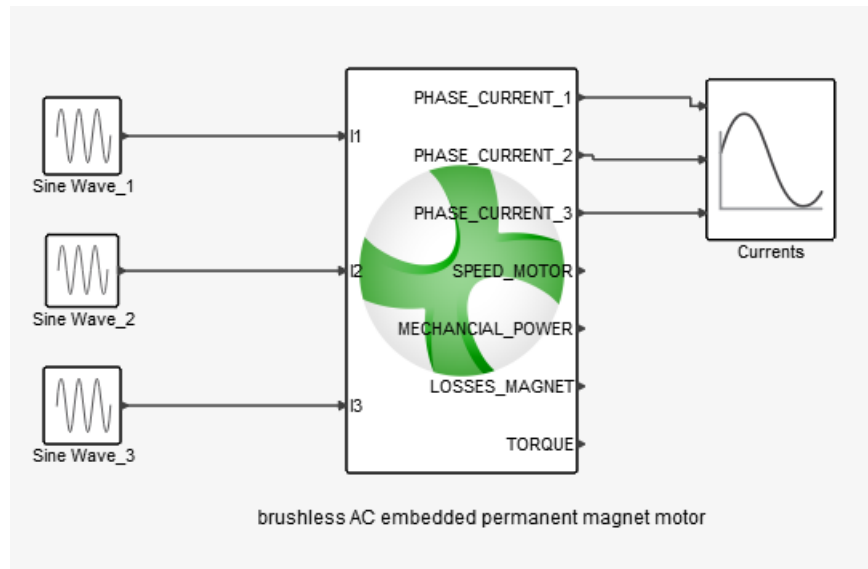 Sine Wave_1
Sine Wave_2
Sine Wave_3
I1
I2
I3
PHASE_CURRENT_1
PHASE_CURRENT_2
PHASE_CURRENT_3
SPEED_MOTOR
MECHANCIAL_POWER
LOSSES_MAGNET
TORQUE
Currents
brushless AC embedded permanent magnet motor